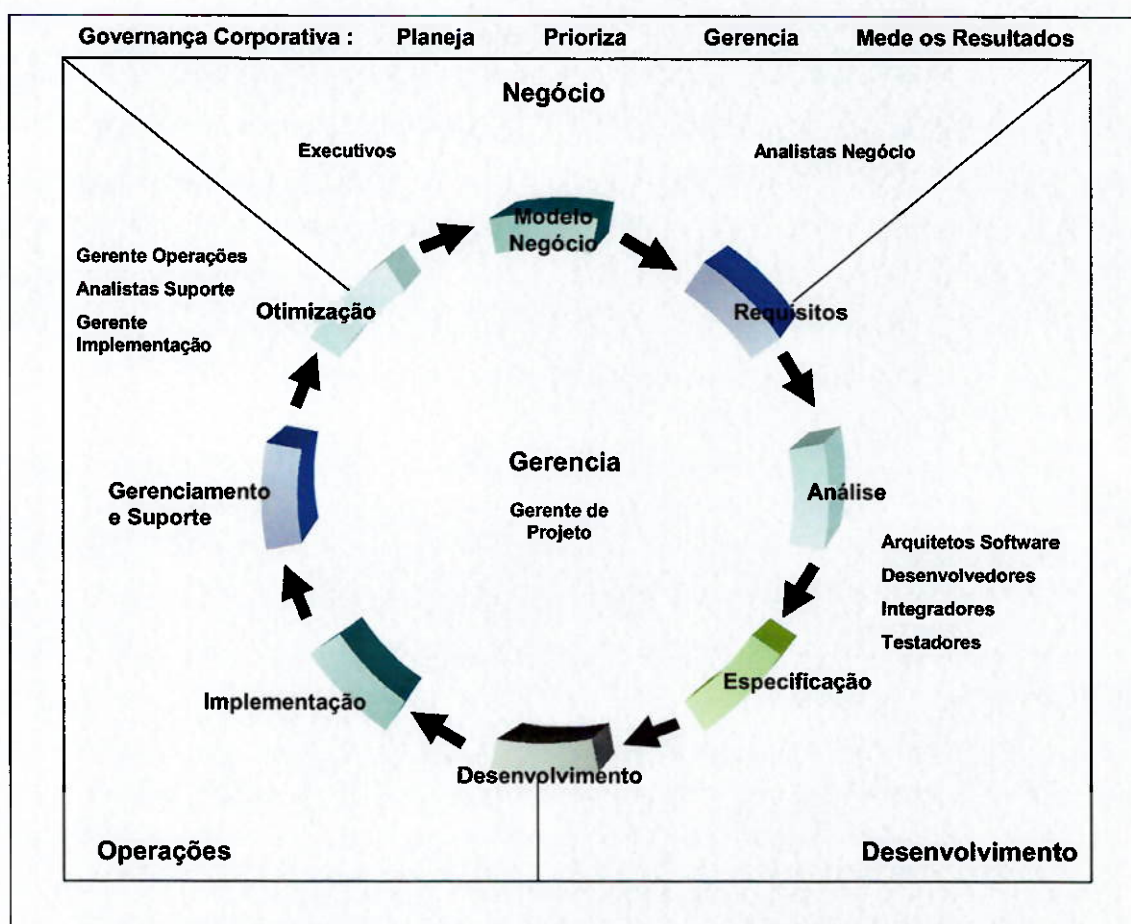 Governança Corporativa : Planeja Prioriza Gerencia Mede os Resultados
Negócio
Executivos
Analistas Negócio
Modelo
Negócio
Gerente Operações
Analistas Suporte
Gerente
Implementação
Otimização
Requisitos
Gerencia
Gerente de
Projeto
Gerenciamento
e Suporte
Análise
Arquitetos Software
Desenvolvedores
Integradores
Testadores
Especificação
Implementação
Desenvolvimento
Operações
Desenvolvimento